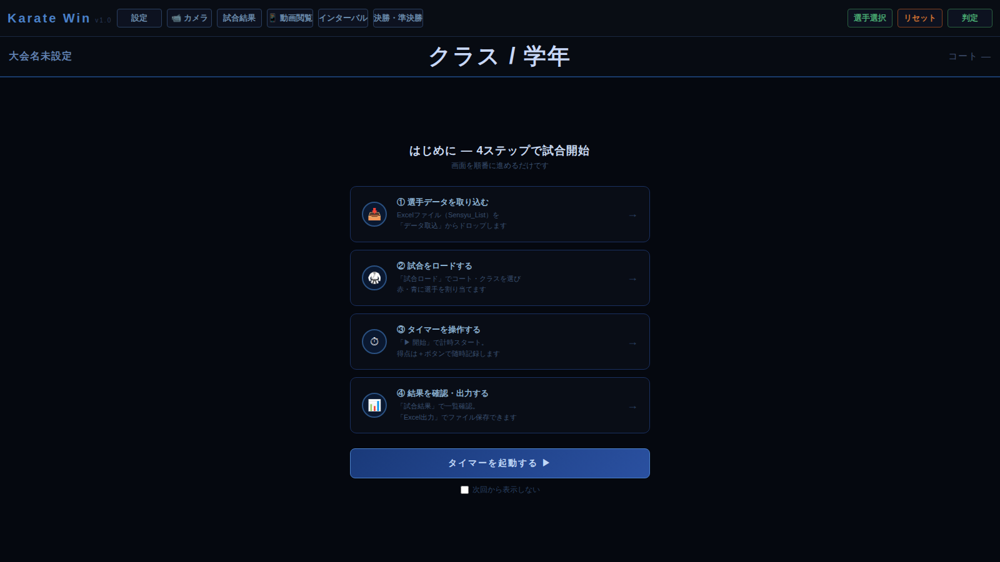 Karate Win v1.0
設定
📹 カメラ
試合結果
📱 動画閲覧
インターバル
決勝・準決勝
選手選択
リセット
判定
大会名未設定
クラス / 学年
コート —
はじめに — 4ステップで試合開始
画面を順番に進めるだけです
① 選手データを取り込む
Excelファイル（Sensyu_List）を
「データ取込」からドロップします
→
② 試合をロードする
「試合ロード」でコート・クラスを選び
赤・青に選手を割り当てます
→
③ タイマーを操作する
「▶ 開始」で計時スタート。
得点は＋ボタンで随時記録します
→
④ 結果を確認・出力する
「試合結果」で一覧確認。
「Excel出力」でファイル保存できます
→
タイマーを起動する ▶
次回から表示しない